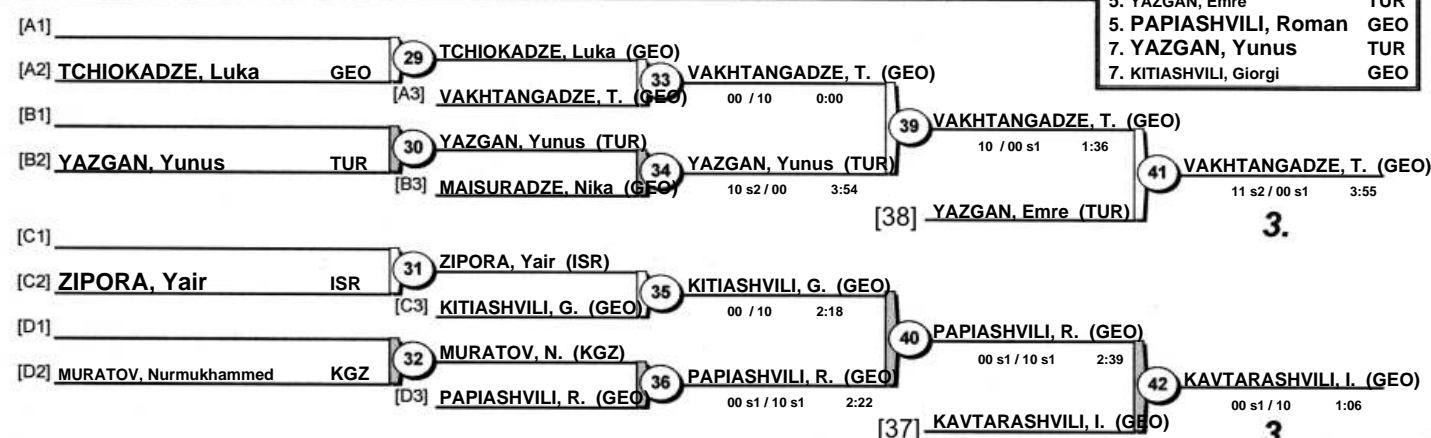 5. YAZGAN, Emre TUR
5. PAPIASHVILI, Roman GEO
7. YAZGAN, Yunus TUR
7. KITIASHVILI, Giorgi GEO
[A1]
[A2] TCHIOKADZE, Luka GEO
29
TCHIOKADZE, Luka (GEO)
[A3] VAKHTANGADZE, T. (GEO)
33
VAKHTANGADZE, T. (GEO)
00 / 10 0:00
[B1]
[B2] YAZGAN, Yunus TUR
30
YAZGAN, Yunus (TUR)
[B3] MAISURADZE, Nika (GEO)
34
YAZGAN, Yunus (TUR)
10 s2 / 00 3:54
39
VAKHTANGADZE, T. (GEO)
10 / 00 s1 1:36
[38] YAZGAN, Emre (TUR)
41
VAKHTANGADZE, T. (GEO)
11 s2 / 00 s1 3:55
3.
[C1]
[C2] ZIPORA, Yair ISR
31
ZIPORA, Yair (ISR)
[C3] KITIASHVILI, G. (GEO)
35
KITIASHVILI, G. (GEO)
00 / 10 2:18
[D1]
[D2] MURATOV, Nurmukhammed KGZ
32
MURATOV, N. (KGZ)
[D3] PAPIASHVILI, R. (GEO)
36
PAPIASHVILI, R. (GEO)
00 s1 / 10 s1 2:22
40
PAPIASHVILI, R. (GEO)
00 s1 / 10 s1 2:39
[37] KAVTARASHVILI, I. (GEO)
42
KAVTARASHVILI, I. (GEO)
00 s1 / 10 1:06
3